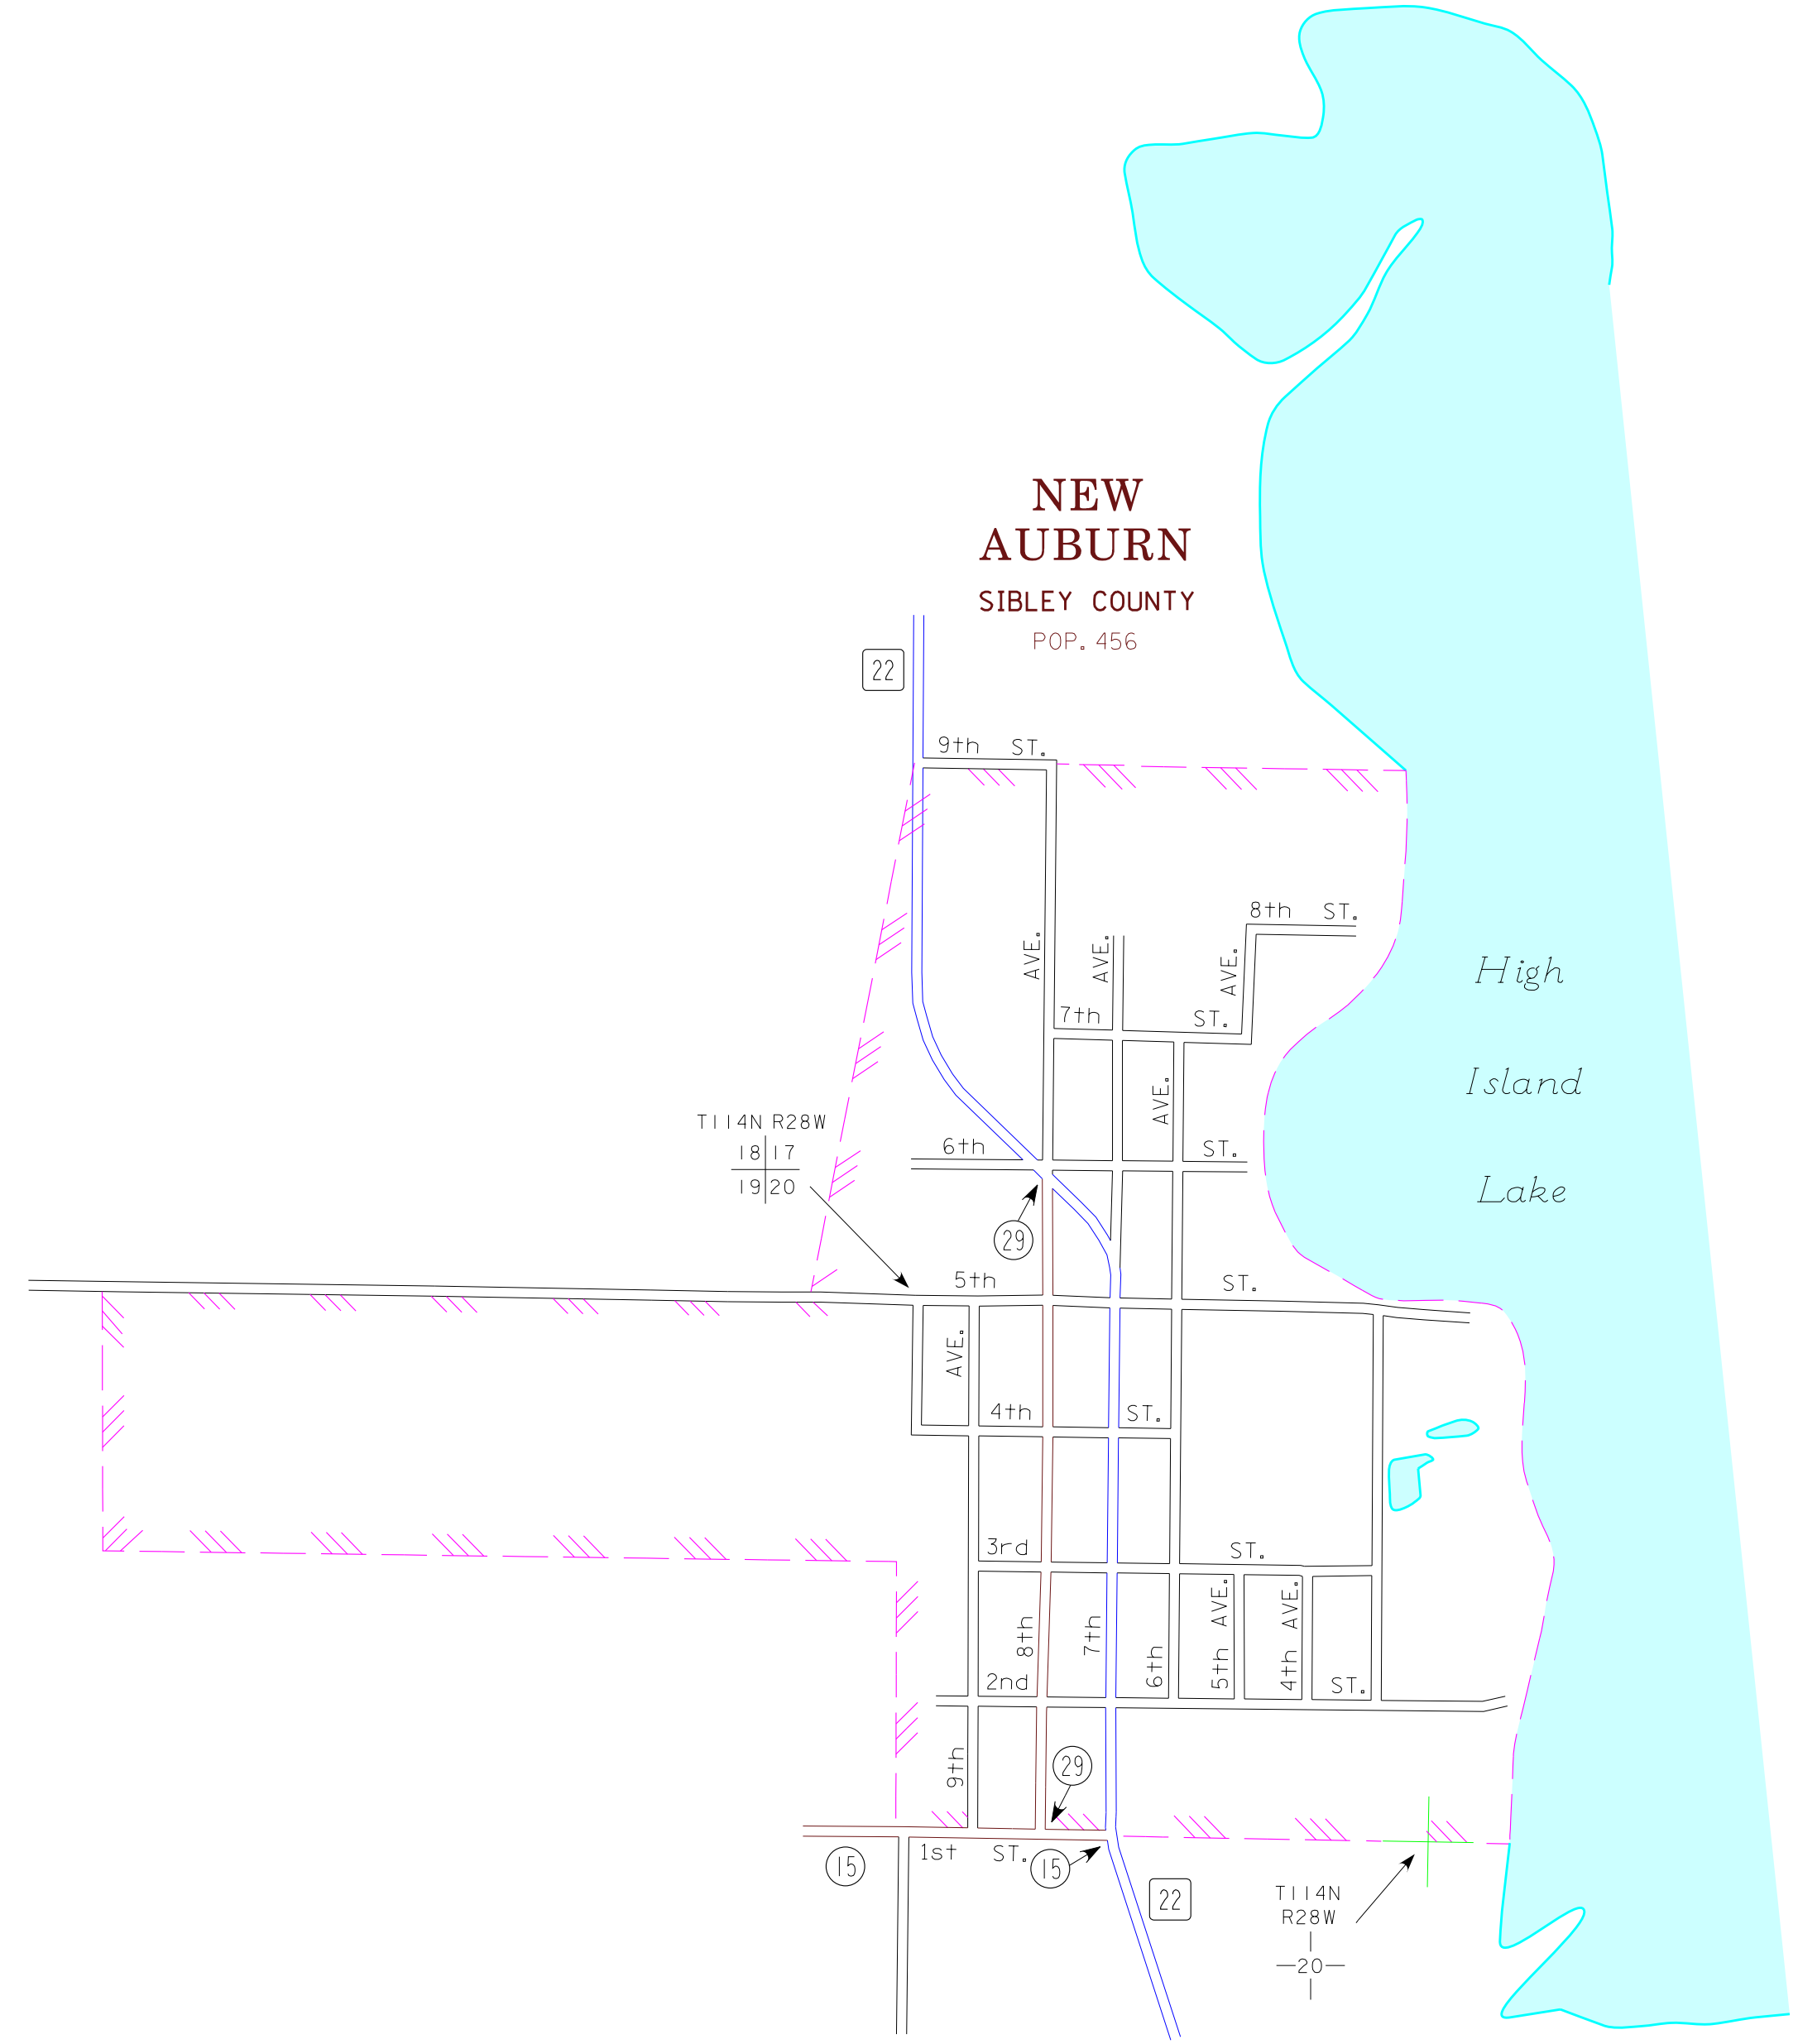 NEW
AUBURN
SIBLEY COUNTY
POP. 456
22
9th ST.
8th ST.
AVE.
AVE.
AVE.
High
7th ST.
Island
AVE.
T114N R28W
18 17
19 20
6th ST.
Lake
29
5th ST.
AVE.
4th ST.
3rd ST.
8th
7th
6th
5th AVE.
4th AVE.
2nd ST.
9th
29
1st ST.
15
15
22
T114N
R28W
20